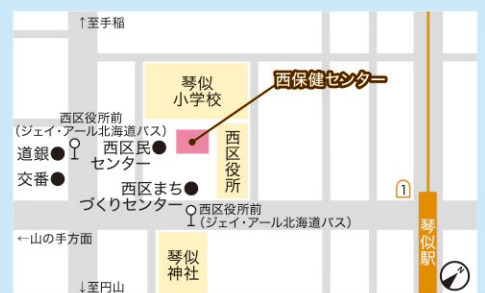 ↑至手稲
琴似
小学校
西保健センター
西区役所前
(ジェイ・アール北海道バス)
道銀●
西区民●
センター
西区役所
交番●
西区まち●
づくりセンター
1
西区役所前
(ジェイ・アール北海道バス)
←山の手方面
琴似駅
琴似
神社
↓至円山
N